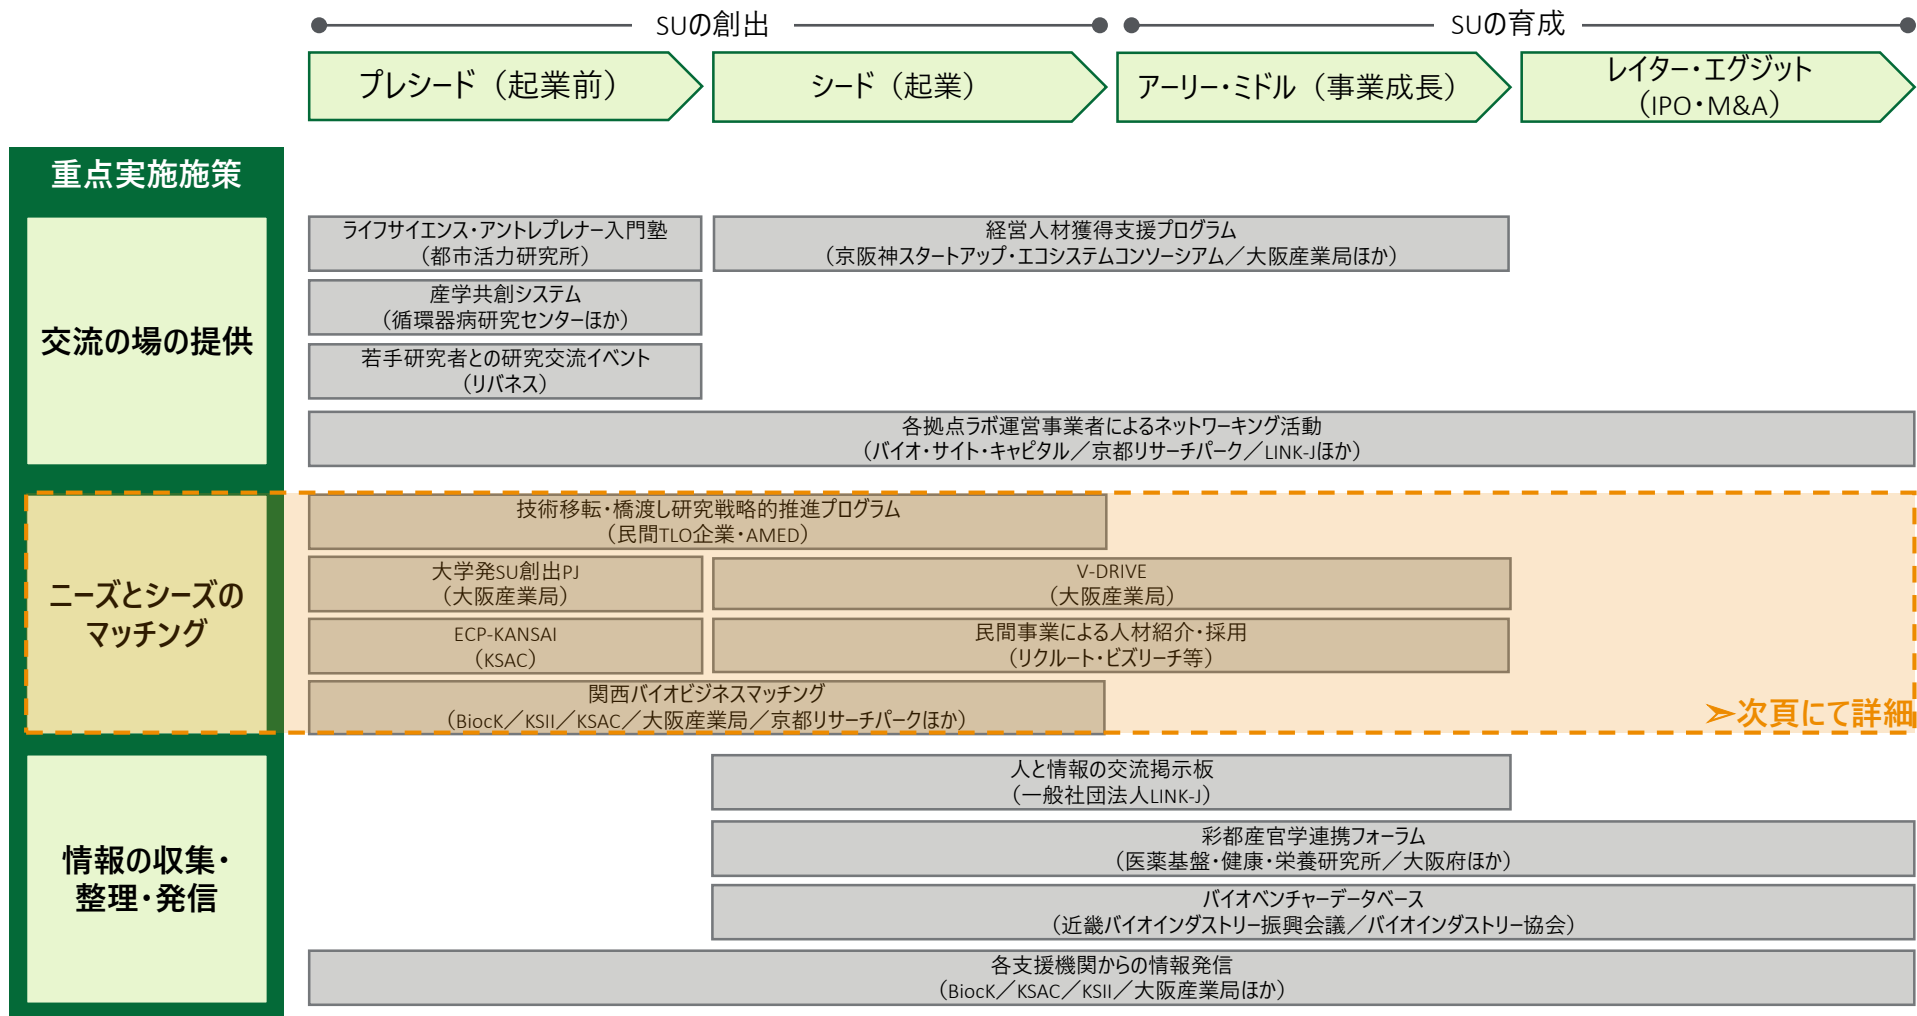 SUの創出
SUの育成
プレシード（起業前）
シード（起業）
アーリー・ミドル（事業成長）
レイター・エグジット
（IPO・M&A）
重点実施施策
交流の場の提供
ライフサイエンス・アントレプレナー入門塾
（都市活力研究所）
経営人材獲得支援プログラム
（京阪神スタートアップ・エコシステムコンソーシアム／大阪産業局ほか）
産学共創システム
（循環器病研究センターほか）
若手研究者との研究交流イベント
（リバネス）
各拠点ラボ運営事業者によるネットワーキング活動
（バイオ・サイト・キャピタル／京都リサーチパーク／LINK-Jほか）
ニーズとシーズの
マッチング
技術移転・橋渡し研究戦略的推進プログラム
（民間TLO企業・AMED）
大学発SU創出PJ
（大阪産業局）
V-DRIVE
（大阪産業局）
ECP-KANSAI
（KSAC）
民間事業による人材紹介・採用
（リクルート・ビズリーチ等）
関西バイオビジネスマッチング
（BiocK／KSII／KSAC／大阪産業局／京都リサーチパークほか）
➢次頁にて詳細
情報の収集・
整理・発信
人と情報の交流掲示板
（一般社団法人LINK-J）
彩都産官学連携フォーラム
（医薬基盤・健康・栄養研究所／大阪府ほか）
バイオベンチャーデータベース
（近畿バイオインダストリー振興会議／バイオインダストリー協会）
各支援機関からの情報発信
（BiocK／KSAC／KSII／大阪産業局ほか）